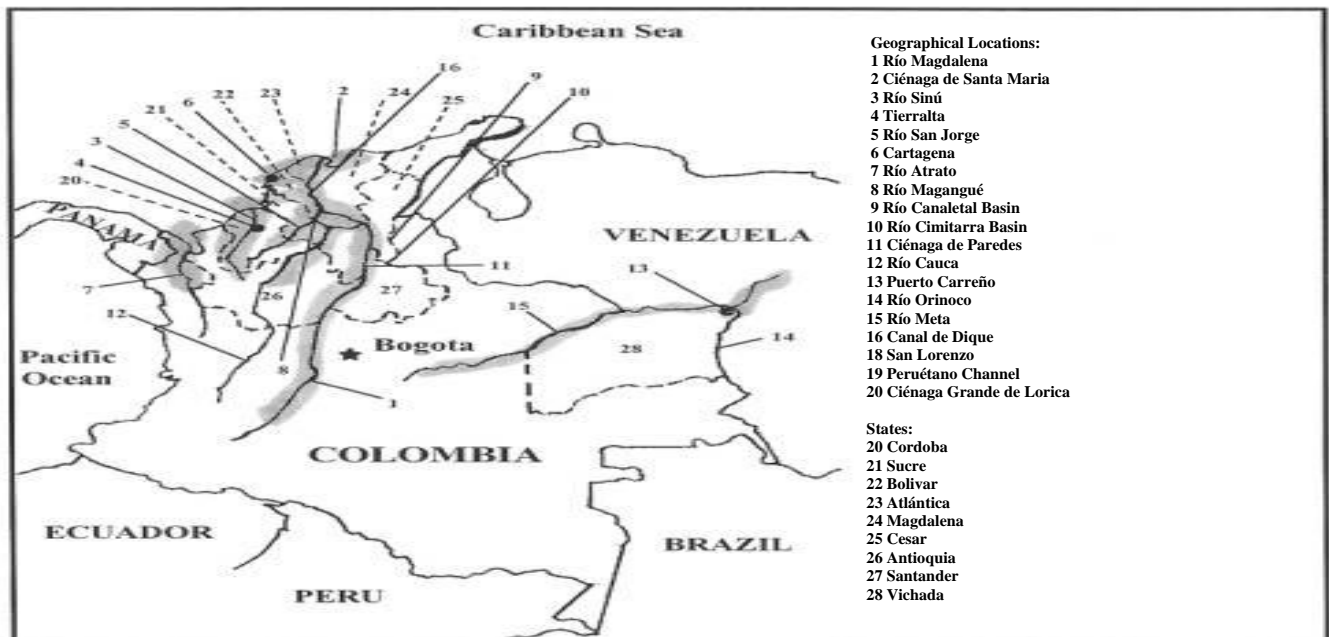 Caribbean Sea
16
9
2
24
23
22
10
6
25
21
5
3
4
20
PANAMA
VENEZUELA
7
11
13
26
27
12
15
Pacific
Ocean
Bogota
28
14
8
1
COLOMBIA
ECUADOR
BRAZIL
PERU
Geographical Locations:
1 Río Magdalena
2 Ciénaga de Santa Maria
3 Río Sinú
4 Tierralta
5 Río San Jorge
6 Cartagena
7 Río Atrato
8 Río Magangué
9 Río Canaletal Basin
10 Río Cimitarra Basin
11 Ciénaga de Paredes
12 Río Cauca
13 Puerto Carreño
14 Río Orinoco
15 Río Meta
16 Canal de Dique
18 San Lorenzo
19 Peruétano Channel
20 Ciénaga Grande de Lorica
States:
20 Cordoba
21 Sucre
22 Bolivar
23 Atlántica
24 Magdalena
25 Cesar
26 Antioquia
27 Santander
28 Vichada